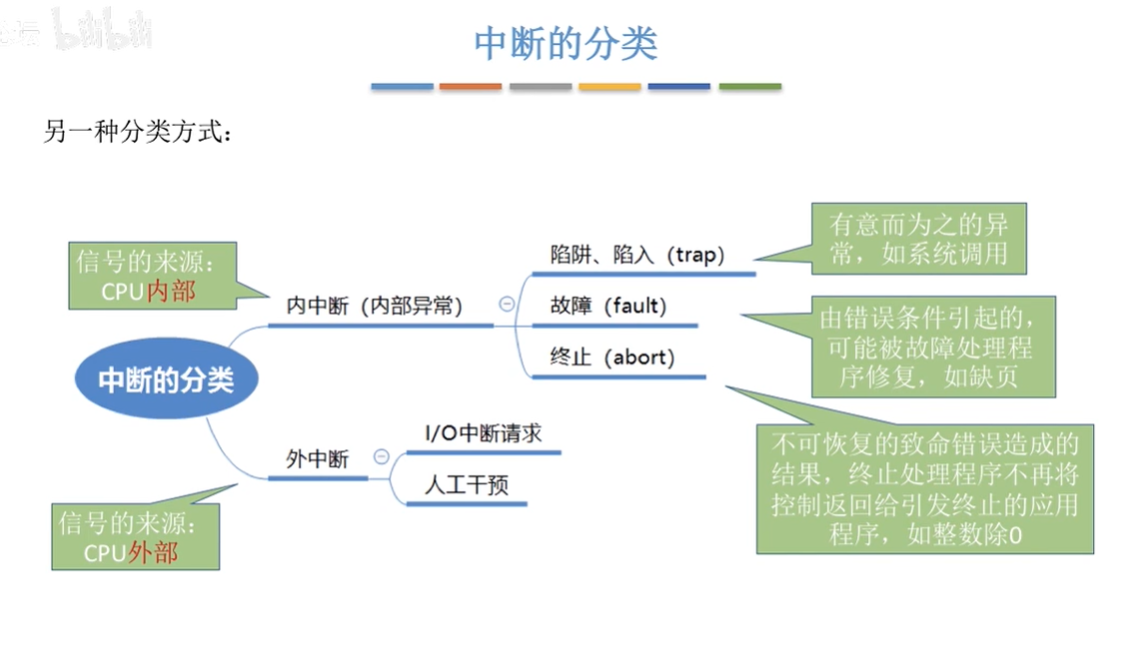 bilibili
中断的分类
另一种分类方式：
信号的来源：
CPU内部
内中断（内部异常）
陷阱、陷入（trap）
故障（fault）
终止（abort）
有意而为之的异
常，如系统调用
由错误条件引起的，
可能被故障处理程
序修复，如缺页
不可恢复的致命错误造成的
结果，终止处理程序不再将
控制返回给引发终止的应用
程序，如整数除0
中断的分类
外中断
I/O中断请求
人工干预
信号的来源：
CPU外部